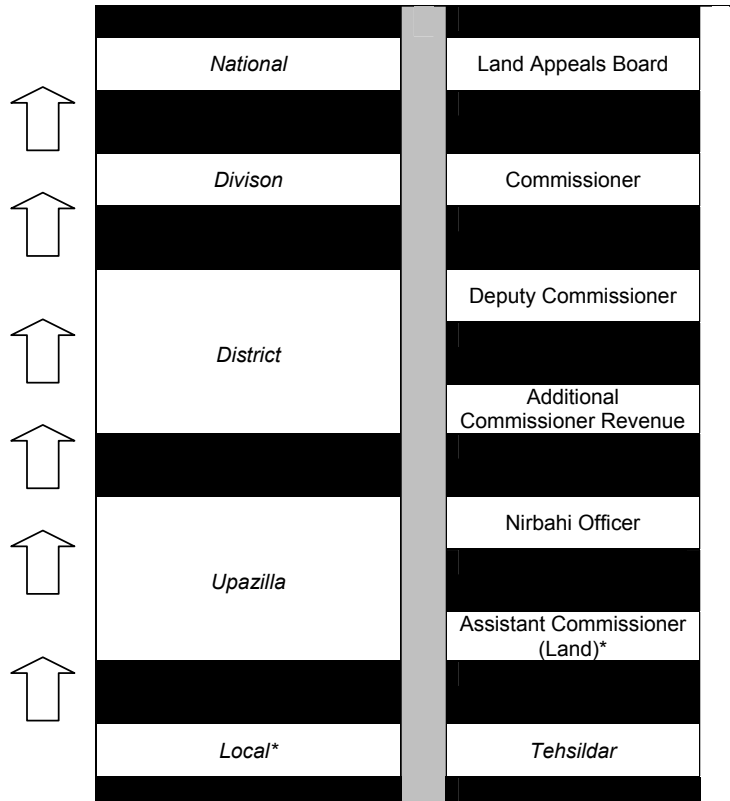 National
Land Appeals Board
Divison
Commissioner
Deputy Commissioner
District
Additional
Commissioner Revenue
Nirbahi Officer
Upazilla
Assistant Commissioner
(Land)*
Local*
Tehsildar